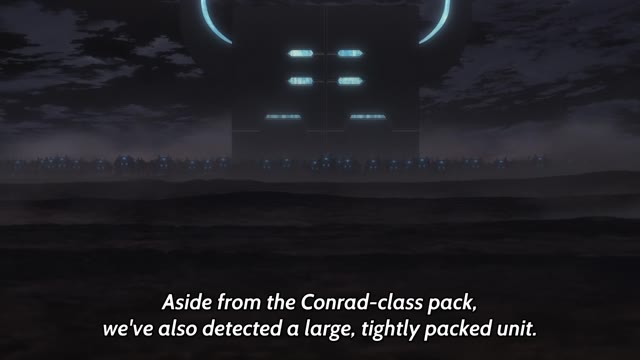 Aside from the Conrad-class pack,
we've also detected a large, tightly packed unit.